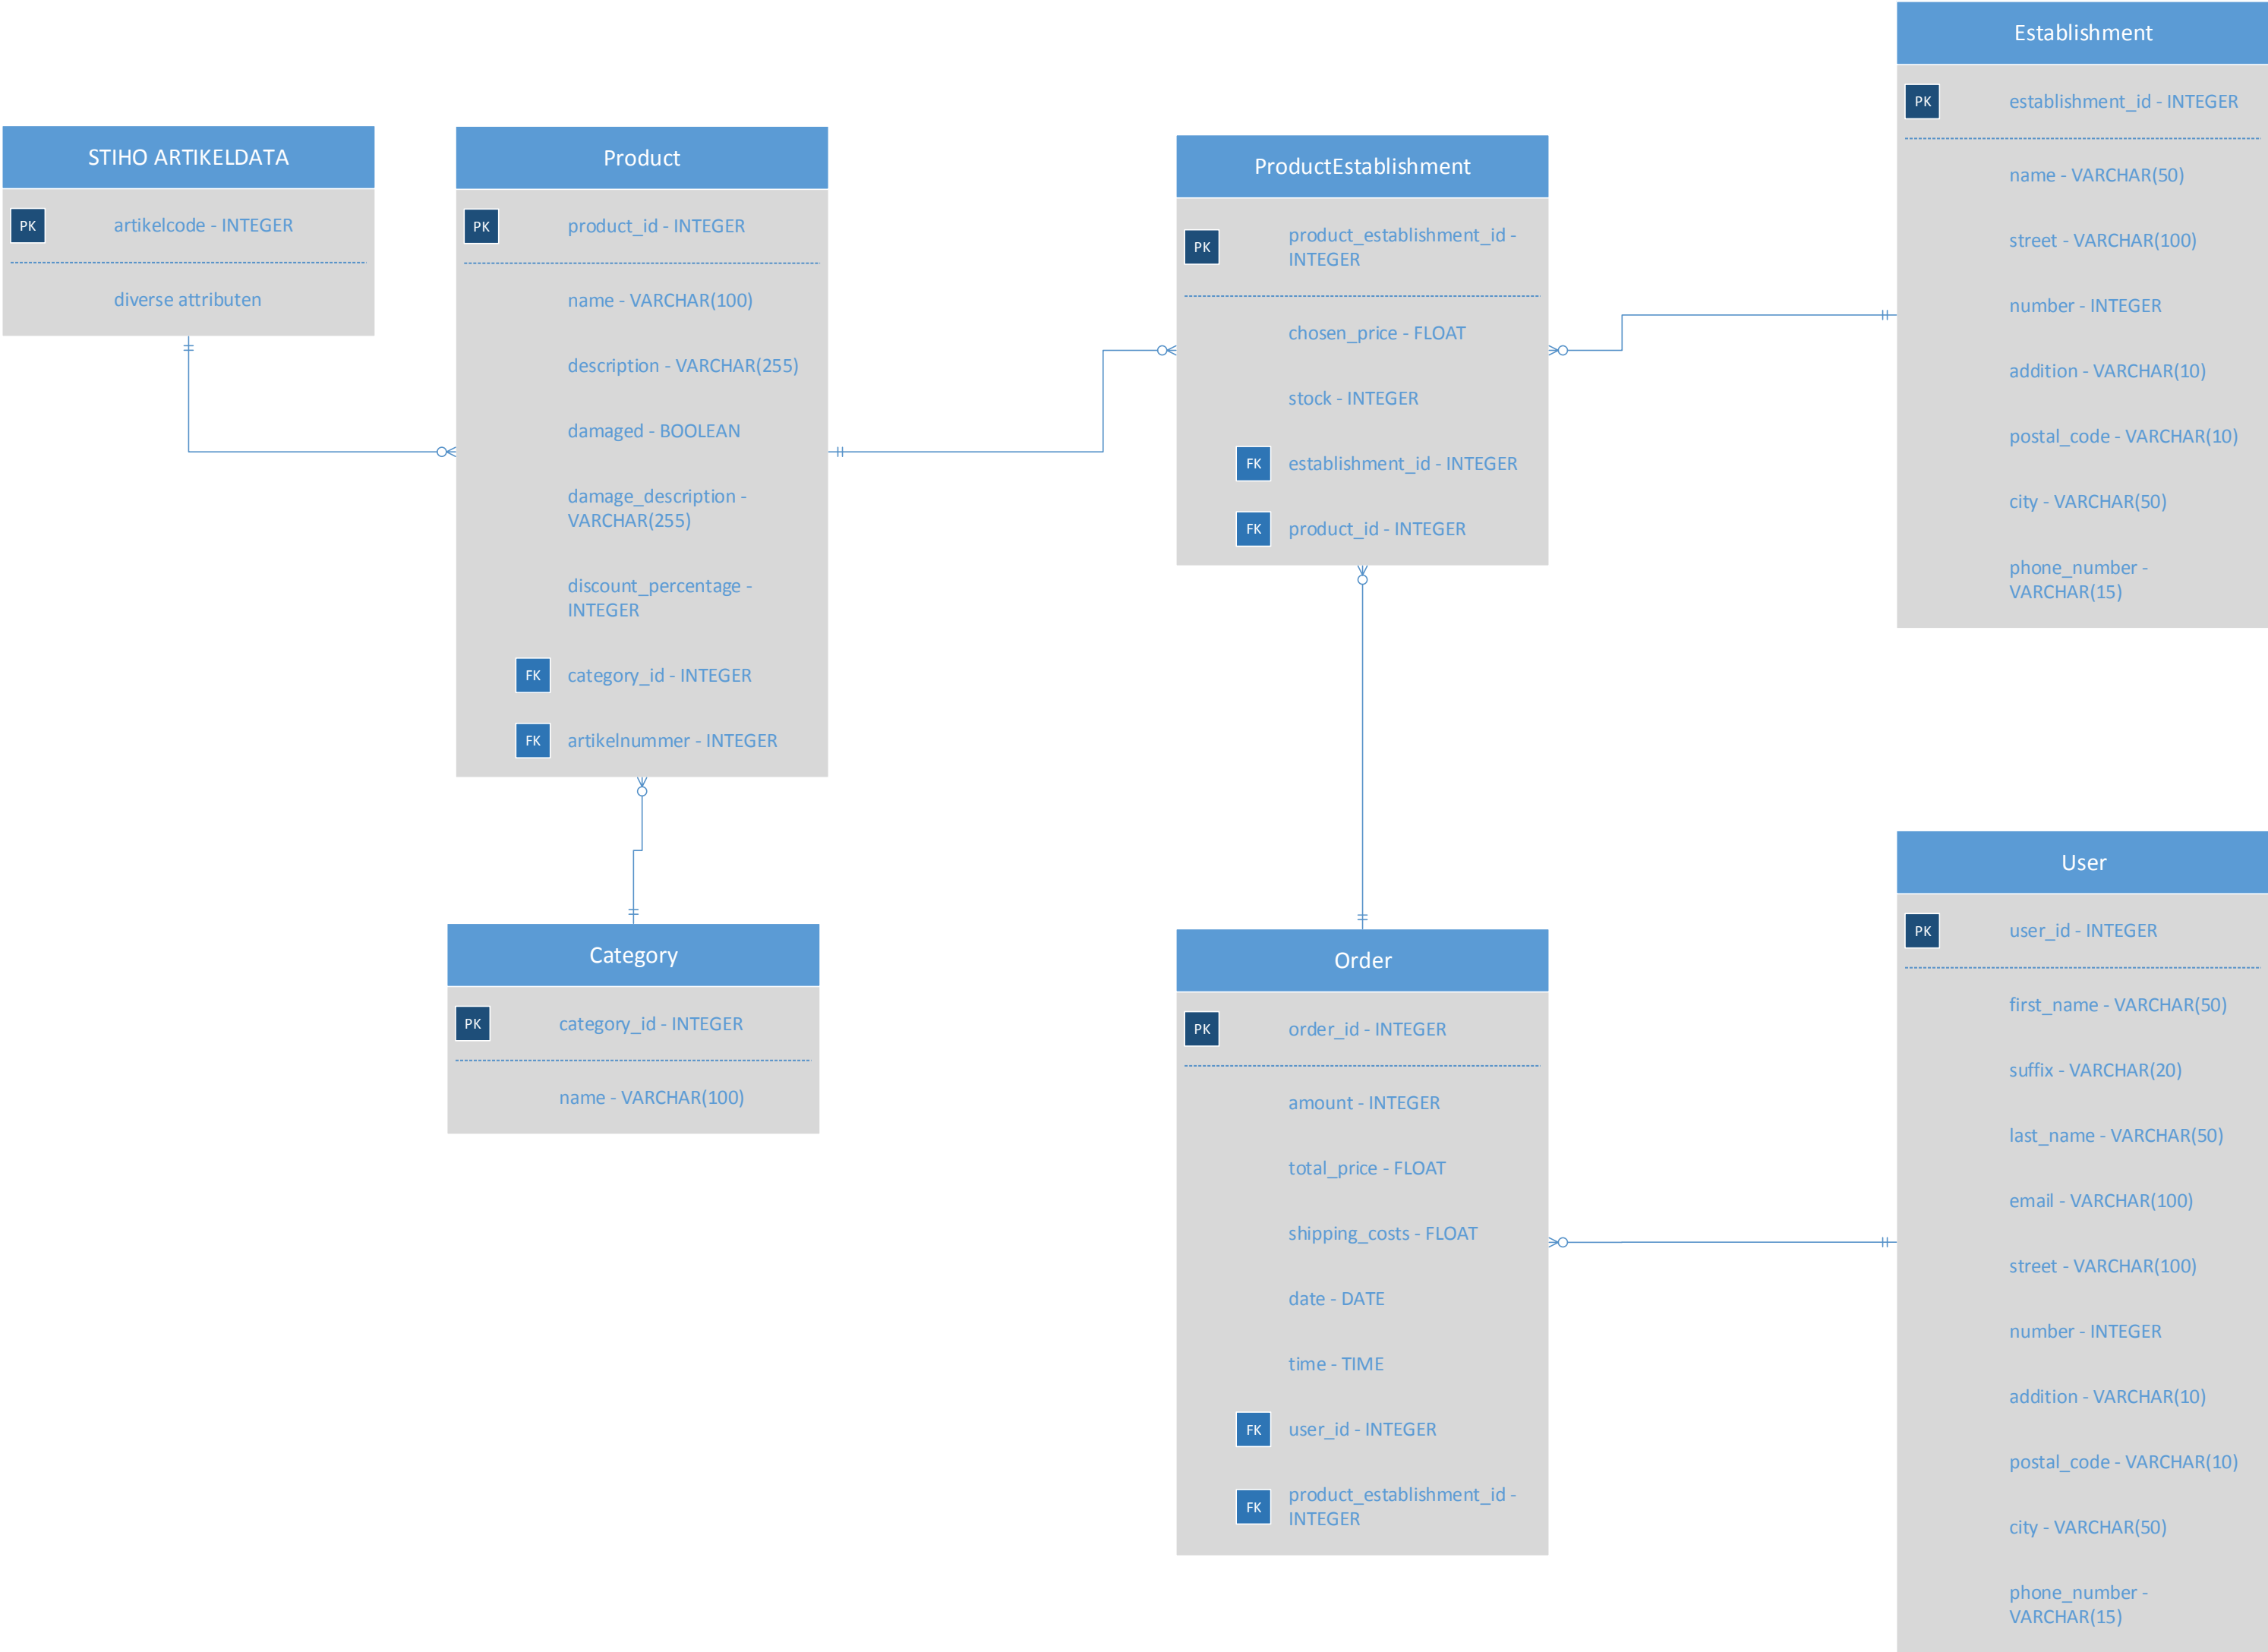 STIHO ARTIKELDATA
PK
artikelcode - INTEGER
diverse attributen
Product
PK
product_id - INTEGER
name - VARCHAR(100)
description - VARCHAR(255)
damaged - BOOLEAN
damage_description -
VARCHAR(255)
discount_percentage -
INTEGER
FK
category_id - INTEGER
FK
artikelnummer - INTEGER
Category
PK
category_id - INTEGER
name - VARCHAR(100)
ProductEstablishment
PK
product_establishment_id -
INTEGER
chosen_price - FLOAT
stock - INTEGER
FK
establishment_id - INTEGER
FK
product_id - INTEGER
Order
PK
order_id - INTEGER
amount - INTEGER
total_price - FLOAT
shipping_costs - FLOAT
date - DATE
time - TIME
FK
user_id - INTEGER
FK
product_establishment_id -
INTEGER
Establishment
PK
establishment_id - INTEGER
name - VARCHAR(50)
street - VARCHAR(100)
number - INTEGER
addition - VARCHAR(10)
postal_code - VARCHAR(10)
city - VARCHAR(50)
phone_number -
VARCHAR(15)
User
PK
user_id - INTEGER
first_name - VARCHAR(50)
suffix - VARCHAR(20)
last_name - VARCHAR(50)
email - VARCHAR(100)
street - VARCHAR(100)
number - INTEGER
addition - VARCHAR(10)
postal_code - VARCHAR(10)
city - VARCHAR(50)
phone_number -
VARCHAR(15)